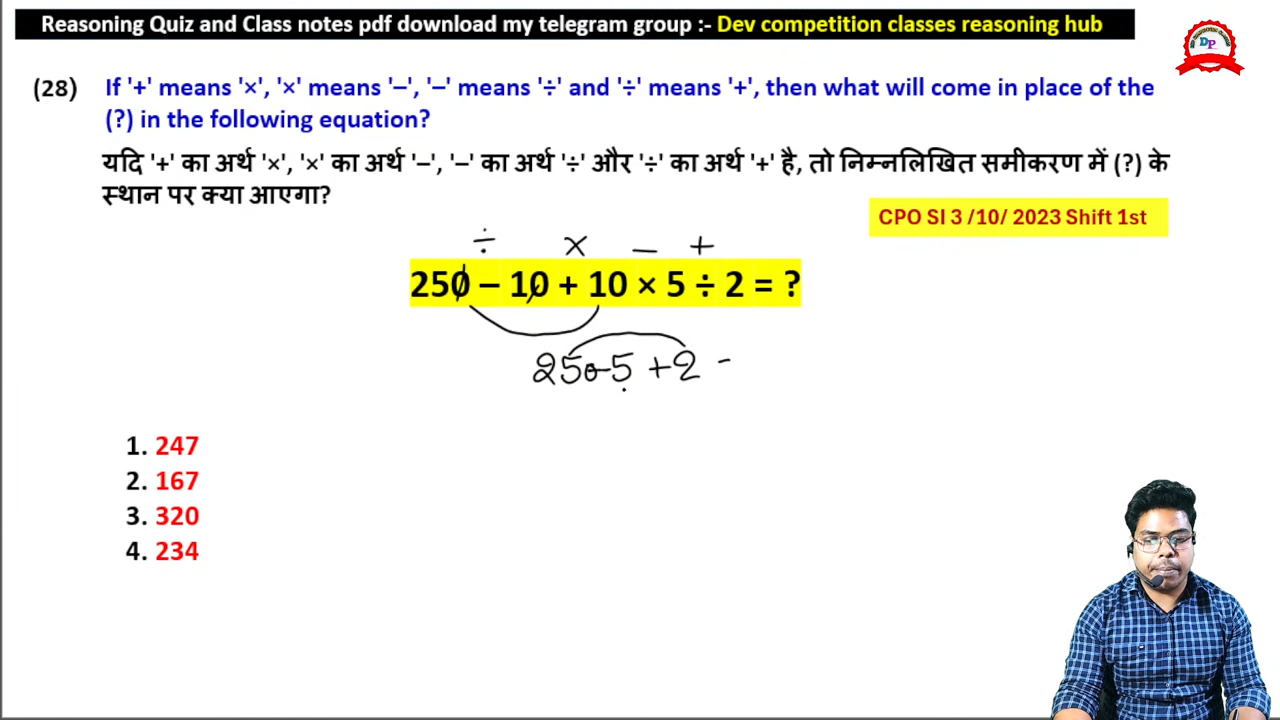 Reasoning Quiz and Class notes pdf download my telegram group :- Dev competition classes reasoning hub
DP
(28) If '+' means '×', '×' means '–', '–' means '÷' and '÷' means '+', then what will come in place of the
(?) in the following equation?
यदि '+' का अर्थ '×', '×' का अर्थ '–', '–' का अर्थ '÷' और '÷' का अर्थ '+' है, तो निम्नलिखित समीकरण में (?) के
स्थान पर क्या आएगा?
CPO SI 3 /10/ 2023 Shift 1st
÷ × – +
250 – 10 + 10 × 5 ÷ 2 = ?
250-5 +2 -
1. 247
2. 167
3. 320
4. 234